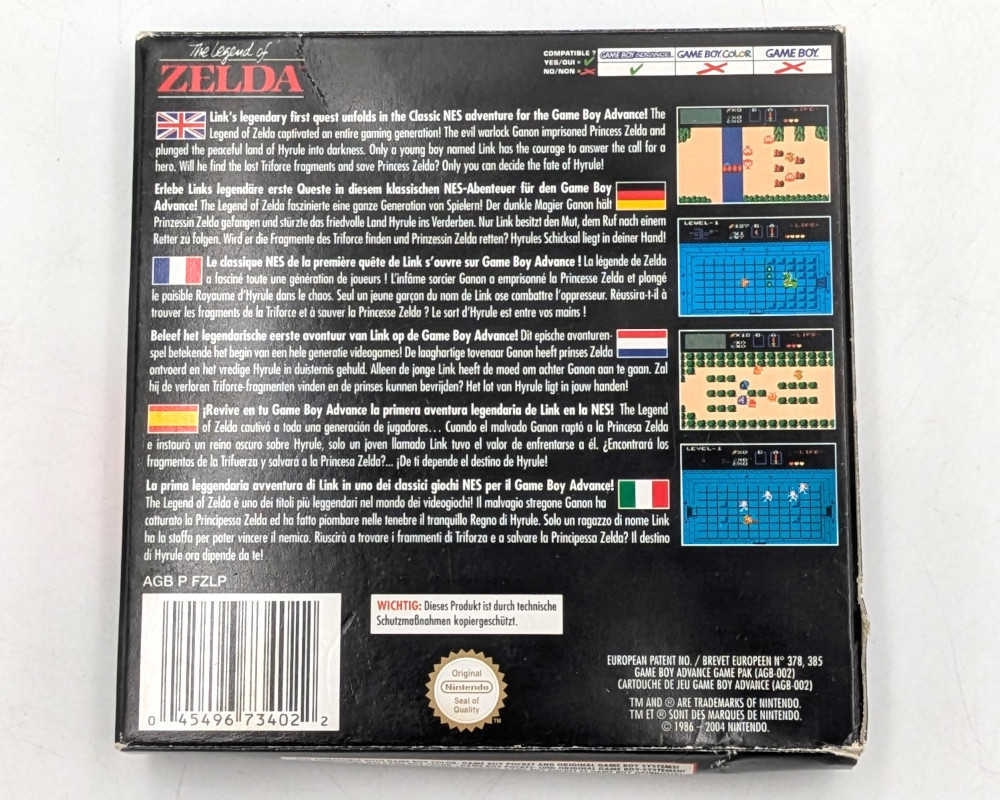 The Legend of
ZELDA
COMPATIBLE ?
YES/OUI = ✓
NO/NON = ✗
GAME BOY ADVANCE
GAME BOY COLOR
GAME BOY
Link's legendary first quest unfolds in the Classic NES adventure for the Game Boy Advance! The
Legend of Zelda captivated an entire gaming generation! The evil warlock Ganon imprisoned Princess Zelda and
plunged the peaceful land of Hyrule into darkness. Only a young boy named Link has the courage to answer the call for a
hero. Will he find the lost Triforce fragments and save Princess Zelda? Only you can decide the fate of Hyrule!
Erlebe Links legendäre erste Queste in diesem klassischen NES-Abenteuer für den Game Boy
Advance! The Legend of Zelda faszinierte eine ganze Generation von Spielern! Der dunkle Magier Ganon hält
Prinzessin Zelda gefangen und stürzte das friedvolle Land Hyrule ins Verderben. Nur Link besitzt den Mut, dem Ruf nach einem
Retter zu folgen. Wird er die Fragmente des Triforce finden und Prinzessin Zelda retten? Hyrules Schicksal liegt in deiner Hand!
Le classique NES de la première quête de Link s'ouvre sur Game Boy Advance ! La légende de Zelda
a fasciné toute une génération de joueurs ! L'infâme sorcier Ganon a emprisonné la Princesse Zelda et plongé
le paisible Royaume d'Hyrule dans le chaos. Seul un jeune garçon du nom de Link ose combattre l'oppresseur. Réussira-t-il à
trouver les fragments de la Triforce et à sauver la Princesse Zelda ? Le sort d'Hyrule est entre vos mains !
Beleef het legendarische eerste avontuur van Link op de Game Boy Advance! Dit epische avonturen-
spel betekende het begin van een hele generatie videogames! De laaghartige tovenaar Ganon heeft prinses Zelda
ontvoerd en het vredige Hyrule in duisternis gehuld. Alleen de jonge Link heeft de moed om achter Ganon aan te gaan. Zal
hij de verloren Triforce-fragmenten vinden en de prinses kunnen bevrijden? Het lot van Hyrule ligt in jouw handen!
¡Revive en tu Game Boy Advance la primera aventura legendaria de Link en la NES! The Legend
of Zelda cautivó a toda una generación de jugadores… Cuando el malvado Ganon raptó a la Princesa Zelda
e instauró un reino oscuro sobre Hyrule, solo un joven llamado Link tuvo el valor de enfrentarse a él. ¿Encontrará los
fragmentos de la Trifuerza y salvará a la Princesa Zelda?... ¡De ti depende el destino de Hyrule!
La prima leggendaria avventura di Link in uno dei classici giochi NES per il Game Boy Advance!
The Legend of Zelda è uno dei titoli più leggendari nel mondo dei videogiochi! Il malvagio stregone Ganon ha
catturato la Principessa Zelda ed ha fatto piombare nelle tenebre il tranquillo Regno di Hyrule. Solo un ragazzo di nome Link
ha la stoffa per poter vincere il nemico. Riuscirà a trovare i frammenti di Triforza e a salvare la Principessa Zelda? Il destino
di Hyrule ora dipende da te!
-LIFE-
LEVEL-1
-LIFE-
-LIFE-
LEVEL-1
-LIFE-
AGB P FZLP
0 45496 73402 2
WICHTIG: Dieses Produkt ist durch technische
Schutzmaßnahmen kopiergeschützt.
Original
Nintendo
Seal of
Quality
TM
EUROPEAN PATENT NO. / BREVET EUROPEEN N° 378, 385
GAME BOY ADVANCE GAME PAK (AGB-002)
CARTOUCHE DE JEU GAME BOY ADVANCE (AGB-002)
TM AND ® ARE TRADEMARKS OF NINTENDO.
TM ET ® SONT DES MARQUES DE NINTENDO.
© 1986 - 2004 NINTENDO.
GAME BOY COLOR, GAME BOY POCKET AND ORIGINAL GAME BOY SYSTEMS!